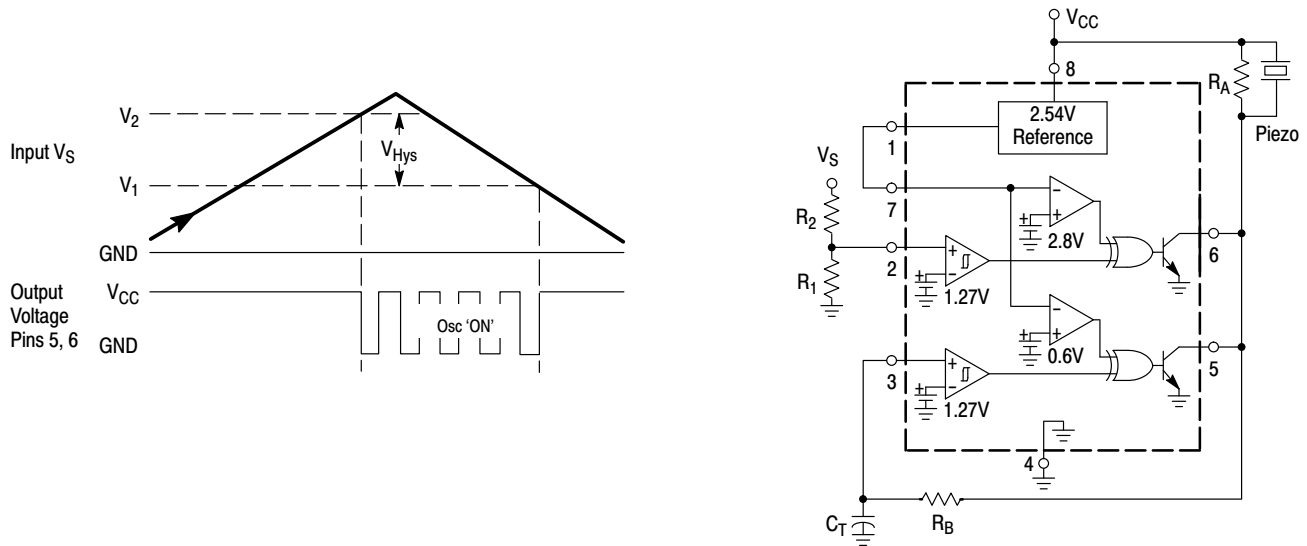 V2
Input VS
VHys
V1
GND
Output
Voltage
Pins 5, 6
VCC
Osc 'ON'
GND
VCC
8
RA
Piezo
2.54V
Reference
1
VS
7
R2
2.8V
6
2
R1
1.27V
0.6V
5
3
1.27V
4
CT
RB